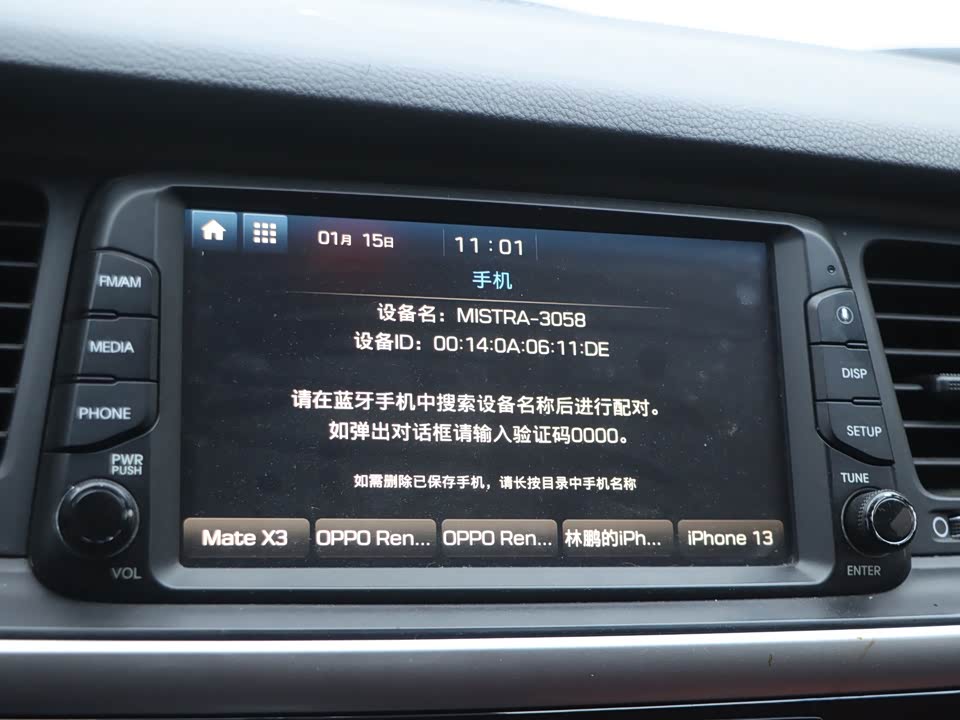 01月 15日
11:01
手机
设备名：MISTRA-3058
设备ID：00:14:0A:06:11:DE
请在蓝牙手机中搜索设备名称后进行配对。
如弹出对话框请输入验证码0000。
如需删除已保存手机，请长按目录中手机名称
Mate X3
OPPO Ren...
OPPO Ren...
林鹏的iPh...
iPhone 13
FM/AM
MEDIA
PHONE
PWR
PUSH
VOL
DISP
SETUP
TUNE
ENTER